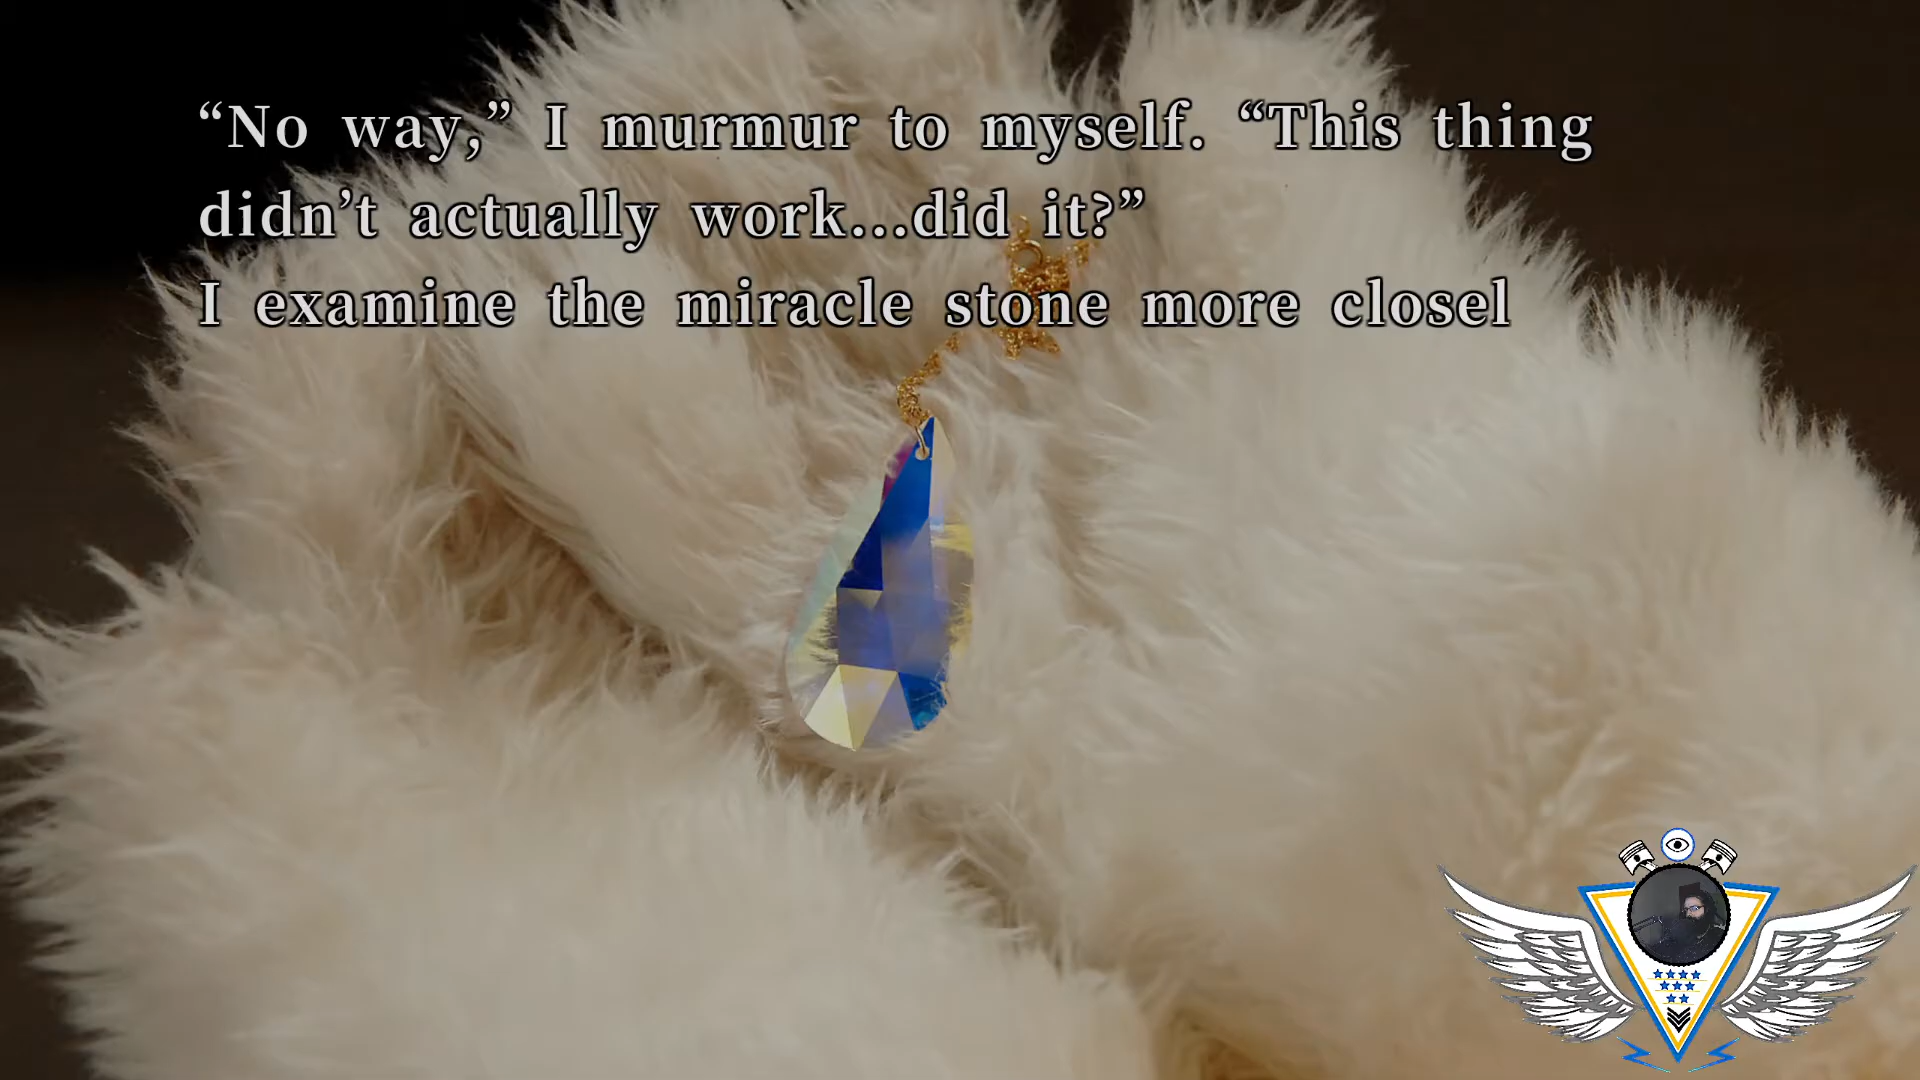 “No way,” I murmur to myself. “This thing
didn’t actually work...did it?”
I examine the miracle stone more closel